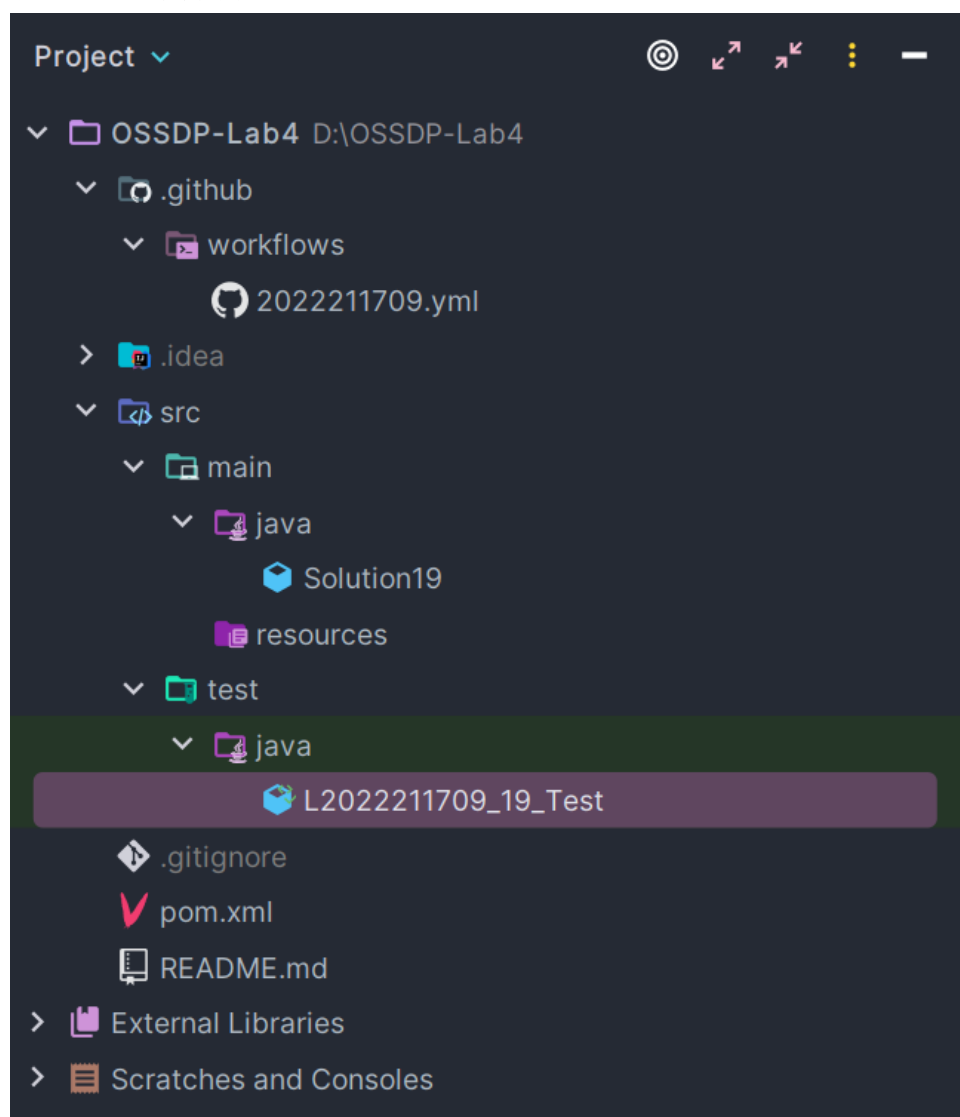 Project
OSSDP-Lab4 D:\OSSDP-Lab4
.github
workflows
2022211709.yml
.idea
src
main
java
Solution19
resources
test
java
L2022211709_19_Test
.gitignore
pom.xml
README.md
External Libraries
Scratches and Consoles